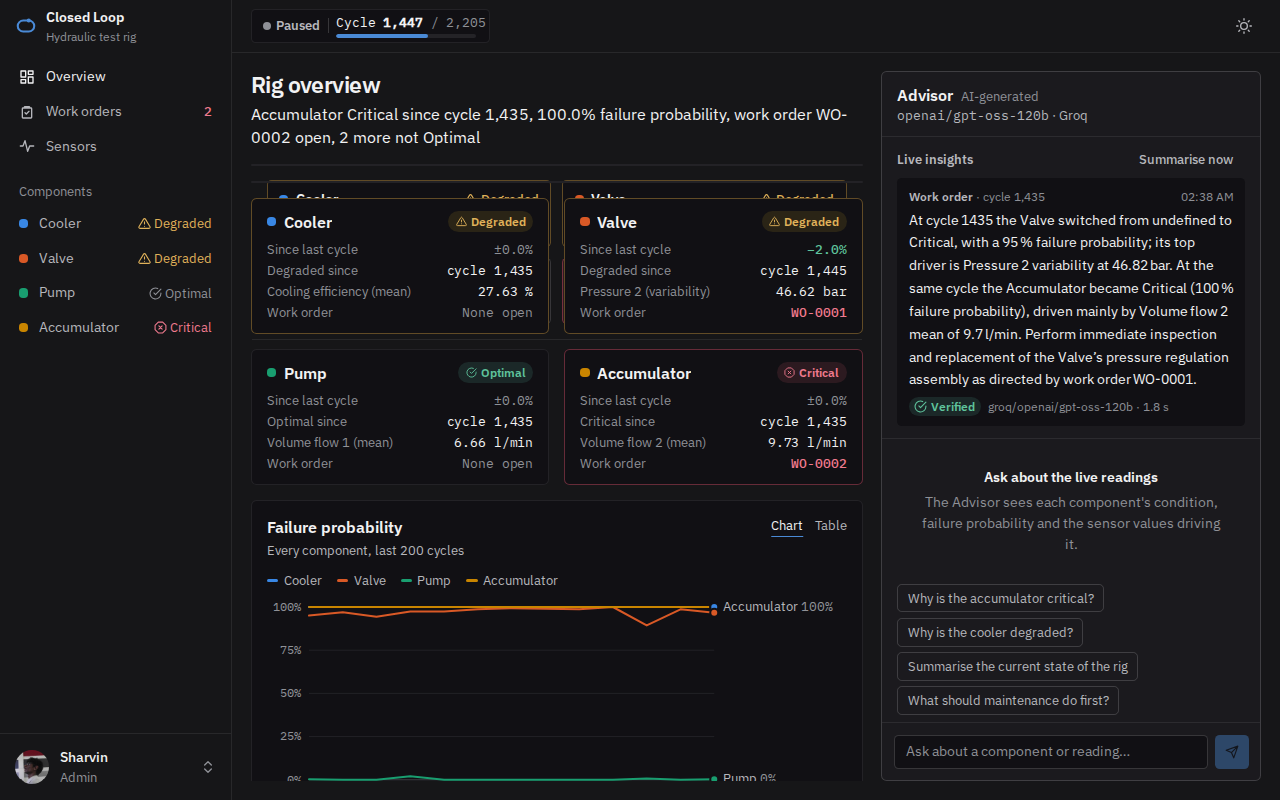 Closed Loop
Hydraulic test rig
Overview
Work orders 2
Sensors
Components
Cooler Degraded
Valve Degraded
Pump Optimal
Accumulator Critical
Sharvin
Admin
Paused Cycle 1,447 / 2,205
Rig overview
Accumulator Critical since cycle 1,435, 100.0% failure probability, work order WO-
0002 open, 2 more not Optimal
Cooler Degraded
Valve Degraded
Cooler Degraded
Since last cycle ±0.0%
Degraded since cycle 1,435
Cooling efficiency (mean) 27.63 %
Work order None open
Valve Degraded
Since last cycle −2.0%
Degraded since cycle 1,445
Pressure 2 (variability) 46.62 bar
Work order WO-0001
Pump Optimal
Since last cycle ±0.0%
Optimal since cycle 1,435
Volume flow 1 (mean) 6.66 l/min
Work order None open
Accumulator Critical
Since last cycle ±0.0%
Critical since cycle 1,435
Volume flow 2 (mean) 9.73 l/min
Work order WO-0002
Failure probability Chart Table
Every component, last 200 cycles
Cooler Valve Pump Accumulator
100% Accumulator 100%
75%
50%
25%
0% Pump 0%
Advisor AI-generated
openai/gpt-oss-120b · Groq
Live insights Summarise now
Work order · cycle 1,435 02:38 AM
At cycle 1435 the Valve switched from undefined to
Critical, with a 95 % failure probability; its top
driver is Pressure 2 variability at 46.82 bar. At the
same cycle the Accumulator became Critical (100 %
failure probability), driven mainly by Volume flow 2
mean of 9.7 l/min. Perform immediate inspection
and replacement of the Valve’s pressure regulation
assembly as directed by work order WO-0001.
Verified groq/openai/gpt-oss-120b · 1.8 s
Ask about the live readings
The Advisor sees each component's condition,
failure probability and the sensor values driving
it.
Why is the accumulator critical?
Why is the cooler degraded?
Summarise the current state of the rig
What should maintenance do first?
Ask about a component or reading...